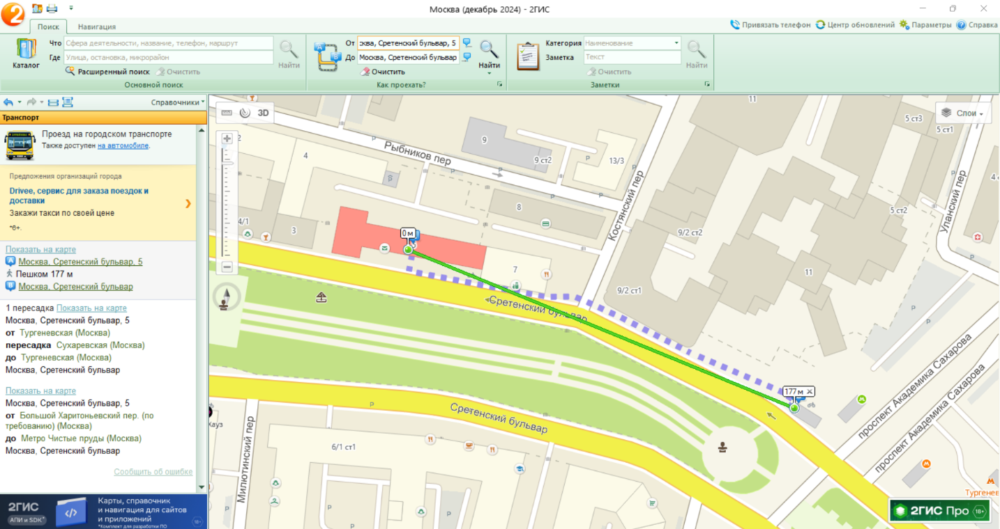 Москва (декабрь 2024) - 2ГИС
Поиск
Навигация
Привязать телефон
Центр обновлений
Параметры
Справка
Что
Сфера деятельности, название, телефон, маршрут
Где
Улица, остановка, микрорайон
Каталог
Найти
Расширенный поиск
Очистить
Основной поиск
От
сква, Сретенский бульвар, 5
До
Москва, Сретенский бульвар
Найти
Очистить
Как проехать?
Категория
Наименование
Заметка
Текст
Найти
Очистить
Заметки
Справочники
Транспорт
Проезд на городском транспорте
Также доступен на автомобиле.
Предложения организаций города
Drivee, сервис для заказа поездок и
доставки
Закажи такси по своей цене
Показать на карте
A Москва, Сретенский бульвар, 5
Пешком 177 м
B Москва, Сретенский бульвар
1 пересадка Показать на карте
Москва, Сретенский бульвар, 5
от Тургеневская (Москва)
пересадка Сухаревская (Москва)
до Тургеневская (Москва)
Москва, Сретенский бульвар
Показать на карте
Москва, Сретенский бульвар, 5
от Большой Харитоньевский пер. (по
требованию) (Москва)
до Метро Чистые пруды (Москва)
Москва, Сретенский бульвар
Сообщить об ошибке
2ГИС
АПИ и SDK*
Карты, справочник
и навигация для сайтов
и приложений
*Комплект для разработки ПО
18+
3D
Слои
11
5 ст3
5 ст1
2
9
4
Рыбников пер
9 ст2
P
13/3
Костянский пер
Уланский пер
5 ст2
8
4/1
3
9/2 ст2
0 м
5
7
11
9/2 ст1
Сретенский бульвар
177 м
проспект Академика Сахарова
проспект Академика Сахарова
Сретенский бульвар
Милютинский пер
6/1 ст1
Хауз
Тургенев
2ГИС Про
18+